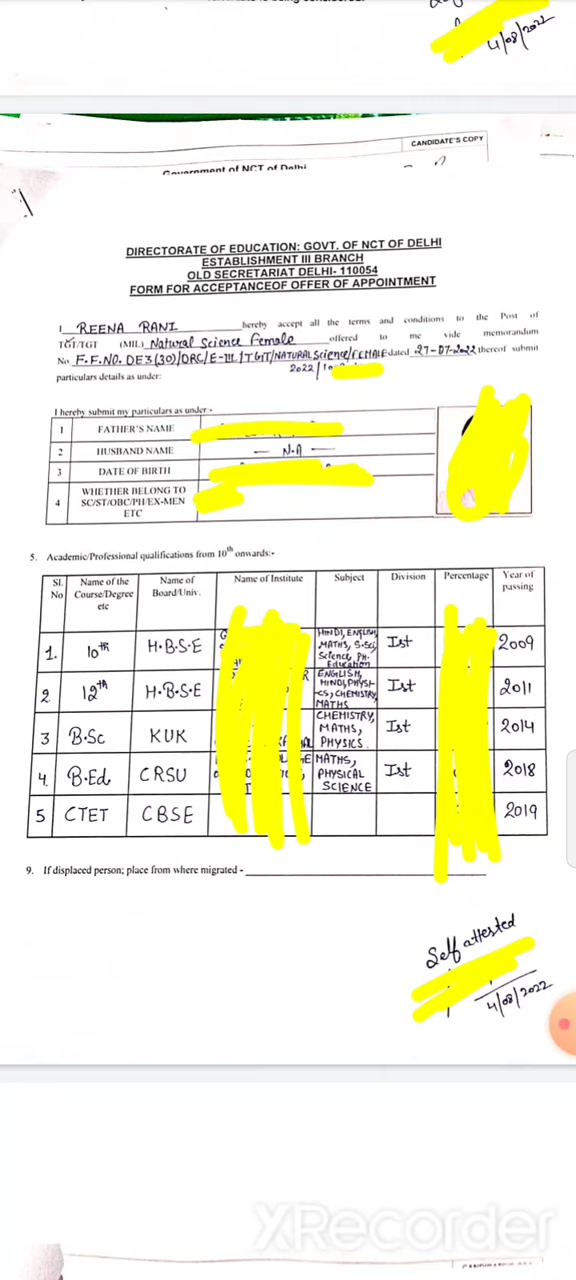 4/08/2022
CANDIDATE'S COPY
Government of NCT of Delhi
DIRECTORATE OF EDUCATION: GOVT. OF NCT OF DELHI
ESTABLISHMENT III BRANCH
OLD SECRETARIAT DELHI- 110054
FORM FOR ACCEPTANCEOF OFFER OF APPOINTMENT
I REENA RANI hereby accept all the terms and conditions to the Post of
TGT/TGT (MIL) Natural Science Female offered to me vide memorandum
No F.F.NO. DE3(30)/DRC/E-III/TGT/NATURAL Science/FEMALE dated 27-07-2022 thereof submit
particulars details as under: 2022/
I hereby submit my particulars as under:-
1 FATHER'S NAME
2 HUSBAND NAME — N.A —
3 DATE OF BIRTH
4 WHETHER BELONG TO
SC/ST/OBC/PH/EX-MEN
ETC
5. Academic/Professional qualifications from 10th onwards:-
Sl. No Name of the Course/Degree etc Name of Board/Univ. Name of Institute Subject Division Percentage Year of passing
1. 10th H.B.S.E HINDI, ENGLISH, MATHS, S.Sci, Science, PH. Education Ist 2009
2 12th H.B.S.E ENGLISH, HINDI, PHYSI-CS, CHEMISTRY, MATHS Ist 2011
3 B.Sc KUK CHEMISTRY, MATHS, PHYSICS. Ist 2014
4. B.Ed CRSU MATHS, PHYSICAL SCIENCE Ist 2018
5 CTET CBSE 2019
9. If displaced person; place from where migrated -
Self attested
4/08/2022
XRecorder